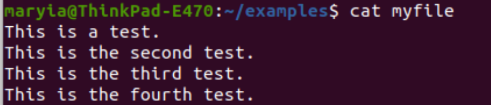 maryia@ThinkPad-E470:~/examples$ cat myfile
This is a test.
This is the second test.
This is the third test.
This is the fourth test.